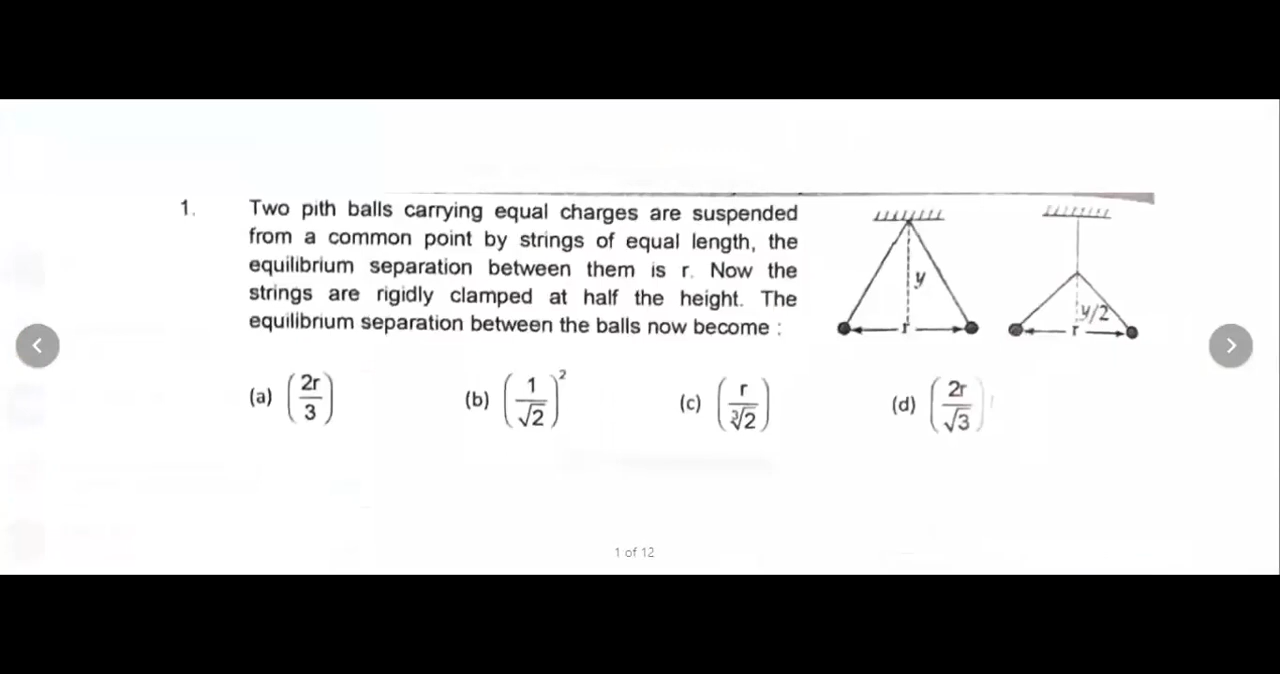 1. Two pith balls carrying equal charges are suspended
from a common point by strings of equal length, the
equilibrium separation between them is r. Now the
strings are rigidly clamped at half the height. The
equilibrium separation between the balls now become :
y
r
y/2
r
(a) (2r/3) (b) (1/√2)² (c) (r/∛2) (d) (2r/√3)
1 of 12